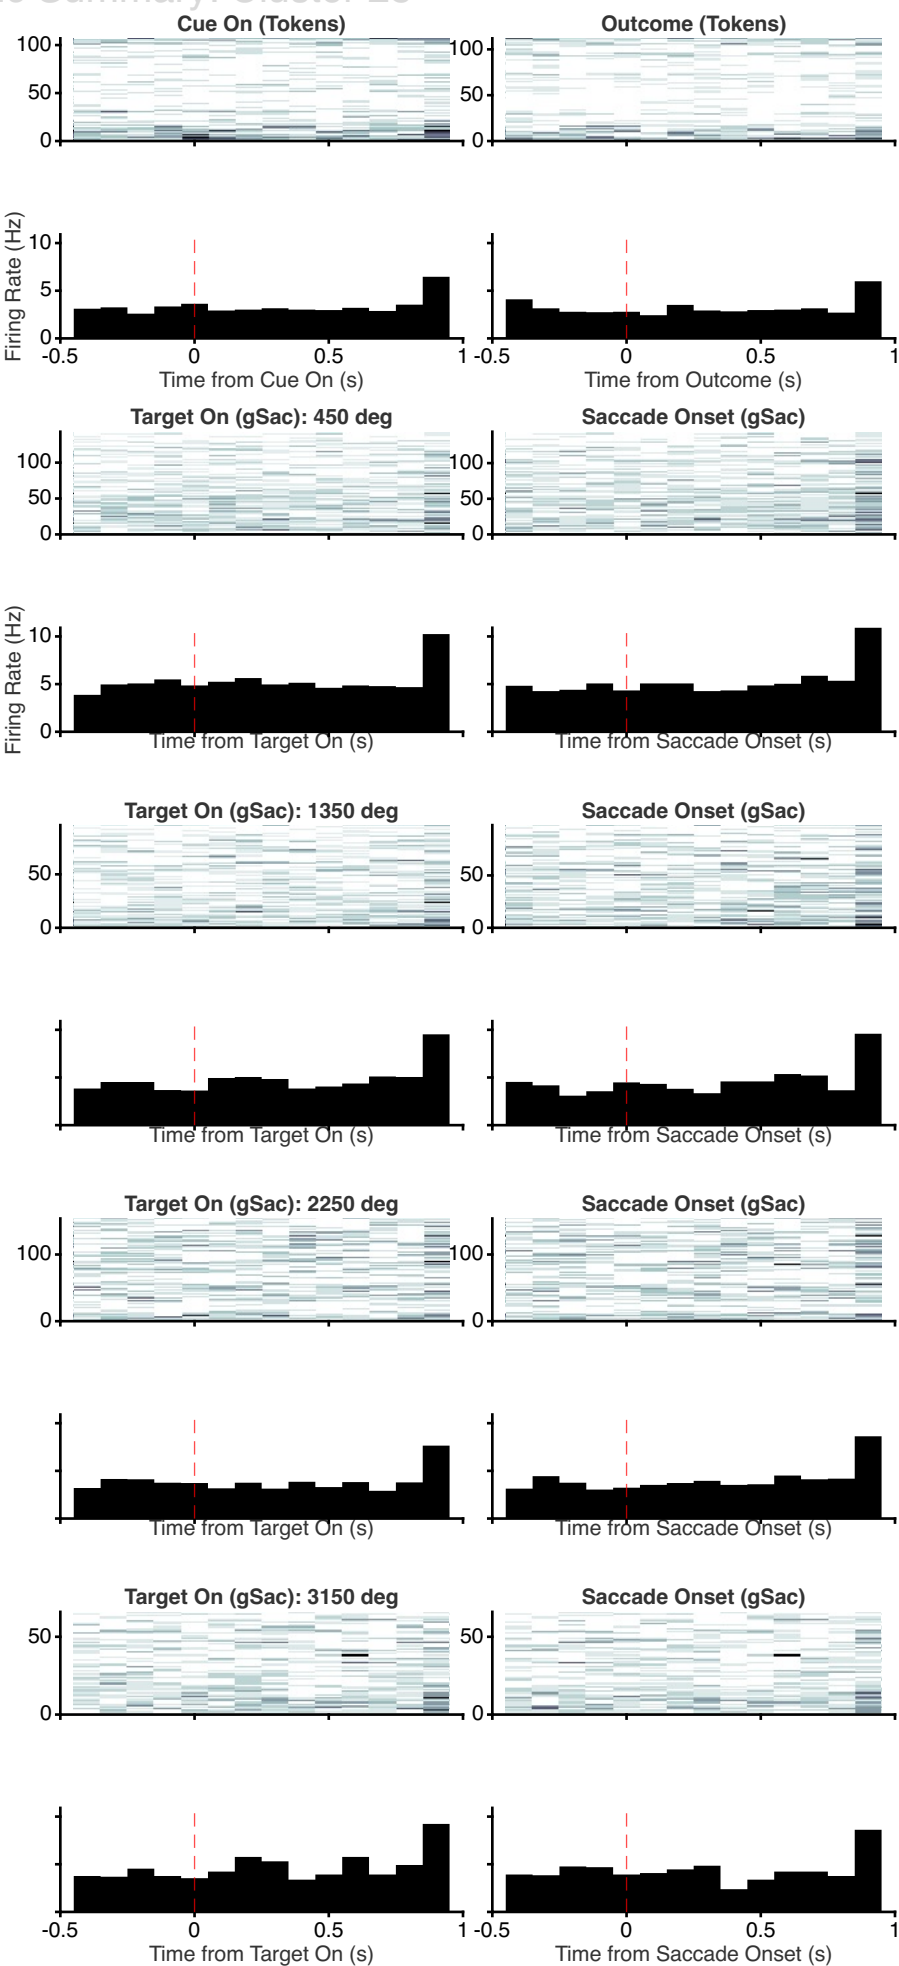 Summary: Cluster
Cue On (Tokens) Outcome (Tokens)
100 100
50 50
0 0
Firing Rate (Hz)
10
5
0
-0.5 0 0.5 1 -0.5 0 0.5 1
Time from Cue On (s) Time from Outcome (s)
Target On (gSac): 450 deg Saccade Onset (gSac)
100 100
50 50
0 0
Firing Rate (Hz)
10
5
0
Time from Target On (s) Time from Saccade Onset (s)
Target On (gSac): 1350 deg Saccade Onset (gSac)
50 50
0 0
Time from Target On (s) Time from Saccade Onset (s)
Target On (gSac): 2250 deg Saccade Onset (gSac)
100 100
0 0
Time from Target On (s) Time from Saccade Onset (s)
Target On (gSac): 3150 deg Saccade Onset (gSac)
50 50
0 0
-0.5 0 0.5 1 -0.5 0 0.5 1
Time from Target On (s) Time from Saccade Onset (s)